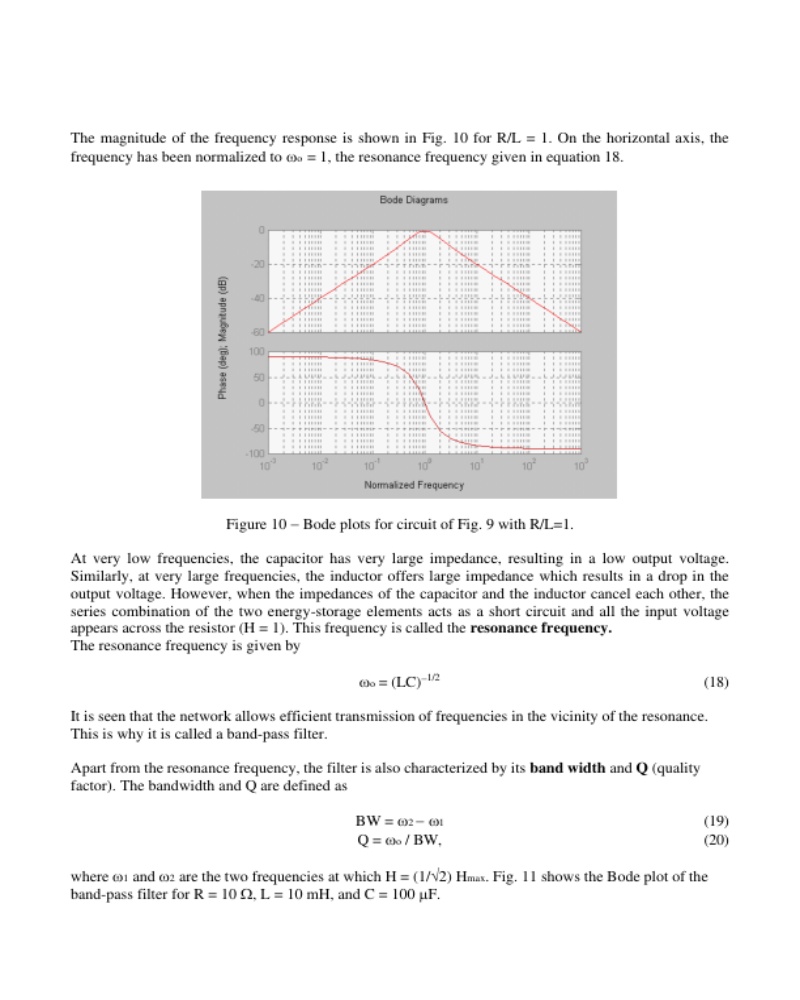 The magnitude of the frequency response is shown in Fig. 10 for R/L = 1. On the horizontal axis, the
frequency has been normalized to ωo = 1, the resonance frequency given in equation 18.
Bode Diagrams
Phase (deg); Magnitude (dB)
0
-20
-40
-60
100
50
0
-50
-100
10^-3 10^-2 10^-1 10^0 10^1 10^2 10^3
Normalized Frequency
Figure 10 – Bode plots for circuit of Fig. 9 with R/L=1.
At very low frequencies, the capacitor has very large impedance, resulting in a low output voltage.
Similarly, at very large frequencies, the inductor offers large impedance which results in a drop in the
output voltage. However, when the impedances of the capacitor and the inductor cancel each other, the
series combination of the two energy-storage elements acts as a short circuit and all the input voltage
appears across the resistor (H = 1). This frequency is called the resonance frequency.
The resonance frequency is given by
ωo = (LC)^–1/2 (18)
It is seen that the network allows efficient transmission of frequencies in the vicinity of the resonance.
This is why it is called a band-pass filter.
Apart from the resonance frequency, the filter is also characterized by its band width and Q (quality
factor). The bandwidth and Q are defined as
BW = ω2 – ω1 (19)
Q = ωo / BW, (20)
where ω1 and ω2 are the two frequencies at which H = (1/√2) Hmax. Fig. 11 shows the Bode plot of the
band-pass filter for R = 10 Ω, L = 10 mH, and C = 100 μF.